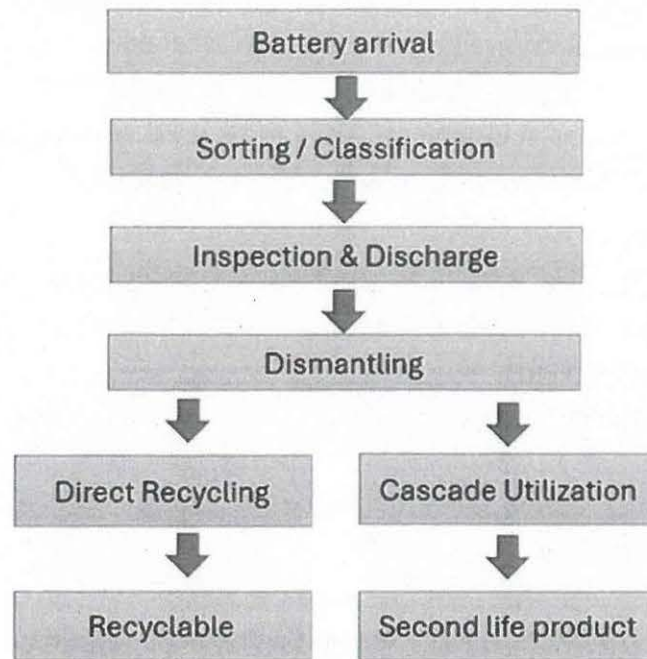 Battery arrival
Sorting / Classification
Inspection & Discharge
Dismantling
Direct Recycling
Cascade Utilization
Recyclable
Second life product